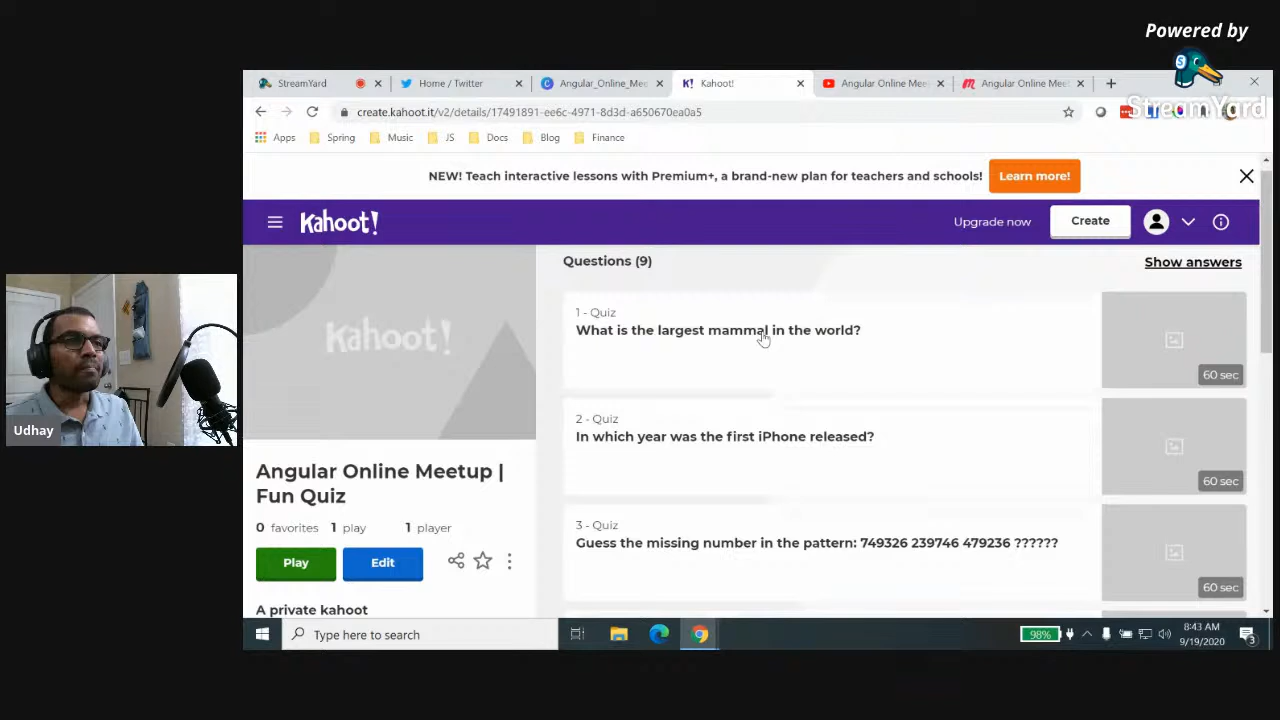 Powered by
StreamYard
StreamYard
Home / Twitter
Angular_Online_Mee
Kahoot!
Angular Online Mee
Angular Online Meet
create.kahoot.it/v2/details/17491891-ee6c-4971-8d3d-a650670ea0a5
Apps
Spring
Music
JS
Docs
Blog
Finance
NEW! Teach interactive lessons with Premium+, a brand-new plan for teachers and schools!
Learn more!
Kahoot!
Upgrade now
Create
Kahoot!
Questions (9)
Show answers
1 - Quiz
What is the largest mammal in the world?
60 sec
2 - Quiz
In which year was the first iPhone released?
60 sec
3 - Quiz
Guess the missing number in the pattern: 749326 239746 479236 ??????
60 sec
Angular Online Meetup |
Fun Quiz
0 favorites 1 play 1 player
Play
Edit
A private kahoot
Udhay
Type here to search
98%
8:43 AM
9/19/2020
3